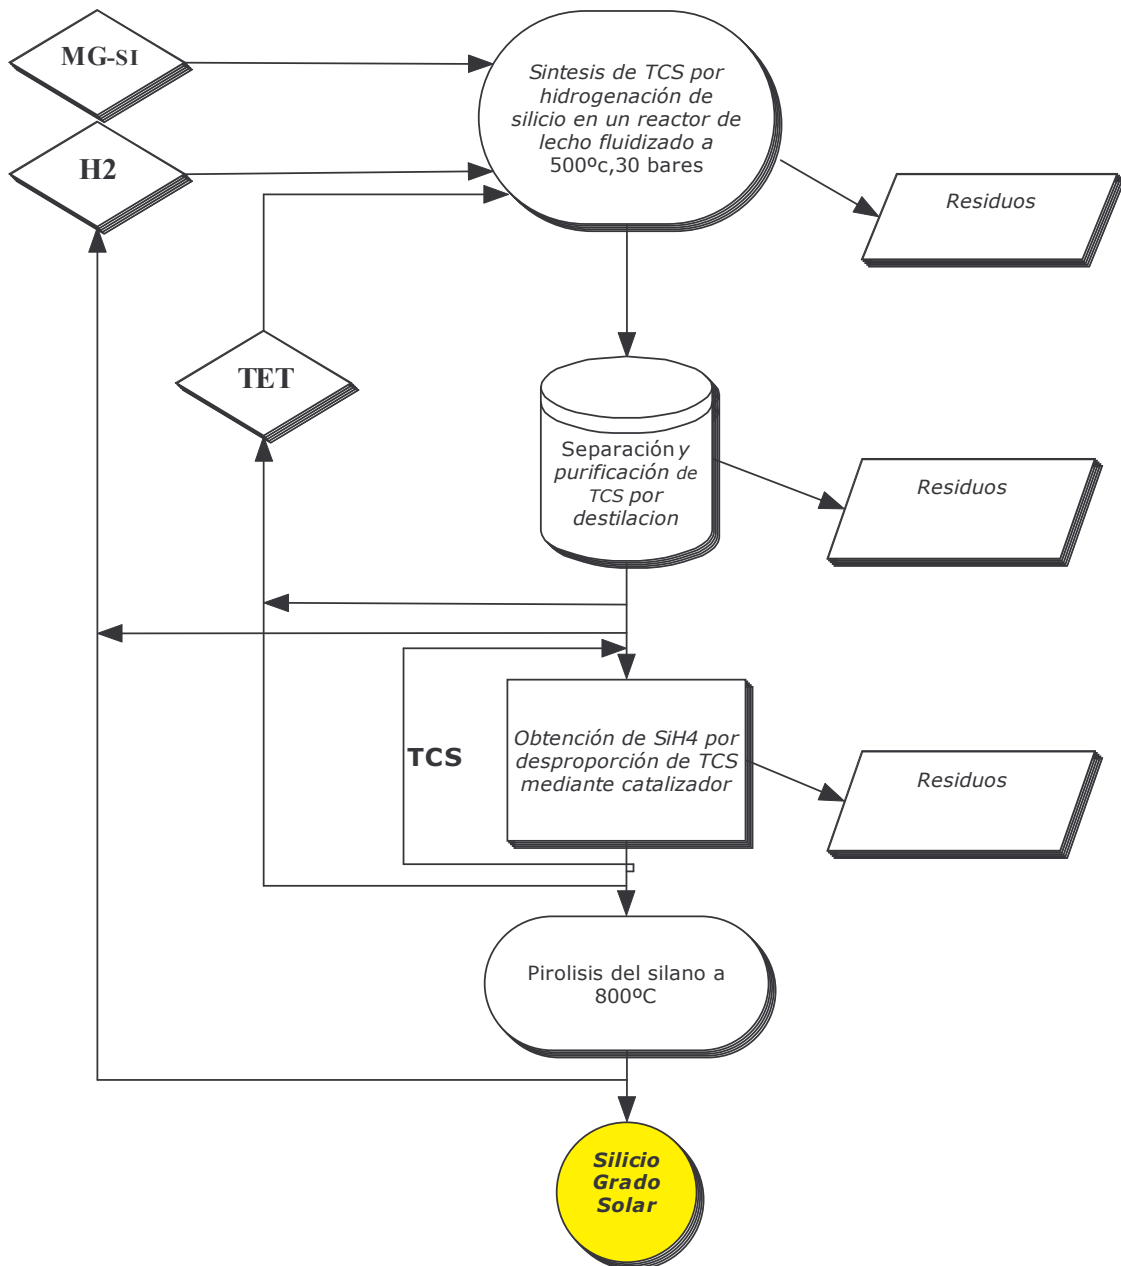 MG-SI
Sintesis de TCS por
hidrogenación de
silicio en un reactor de
lecho fluidizado a
500ºc,30 bares
H2
Residuos
TET
Separación y
purificación de
TCS por
destilacion
Residuos
TCS
Obtención de SiH4 por
desproporción de TCS
mediante catalizador
Residuos
Pirolisis del silano a
800ºC
Silicio
Grado
Solar